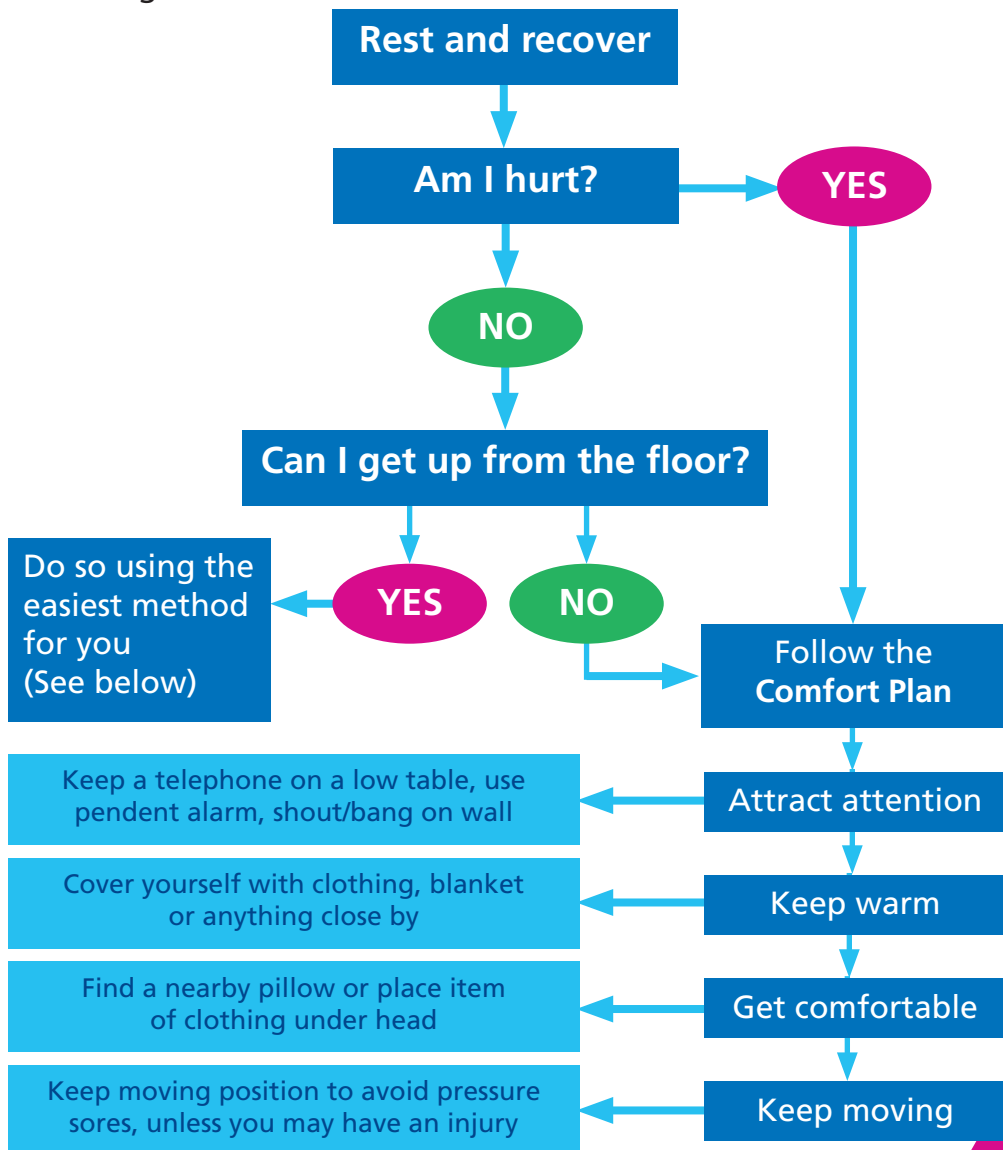 Rest and recover
Am I hurt?
YES
NO
Can I get up from the floor?
Do so using the
easiest method
for you
(See below)
YES
NO
Follow the
Comfort Plan
Keep a telephone on a low table, use
pendent alarm, shout/bang on wall
Attract attention
Cover yourself with clothing, blanket
or anything close by
Keep warm
Find a nearby pillow or place item
of clothing under head
Get comfortable
Keep moving position to avoid pressure
sores, unless you may have an injury
Keep moving